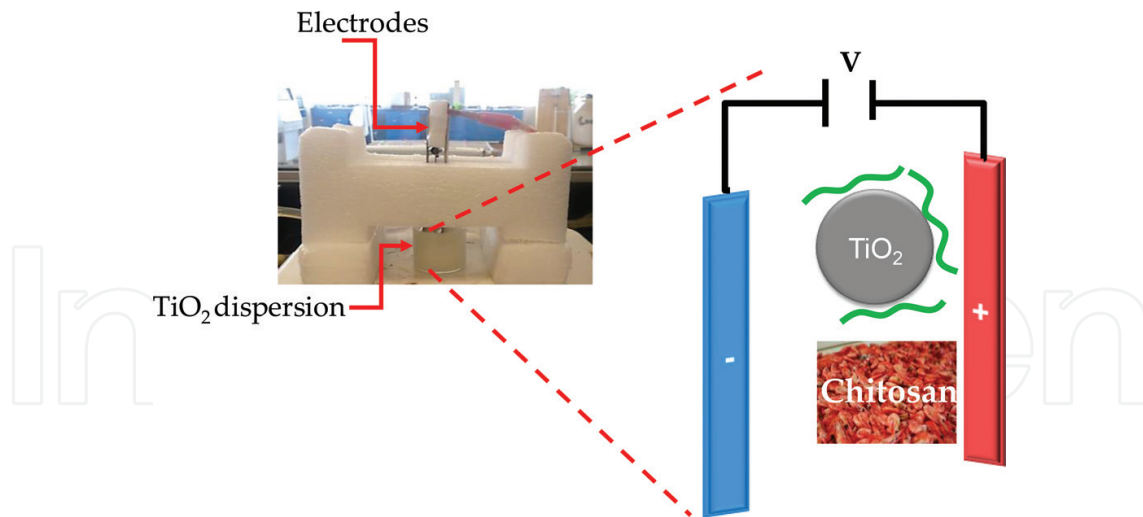 Electrodes
V
TiO₂
TiO₂ dispersion
+
-
Chitosan